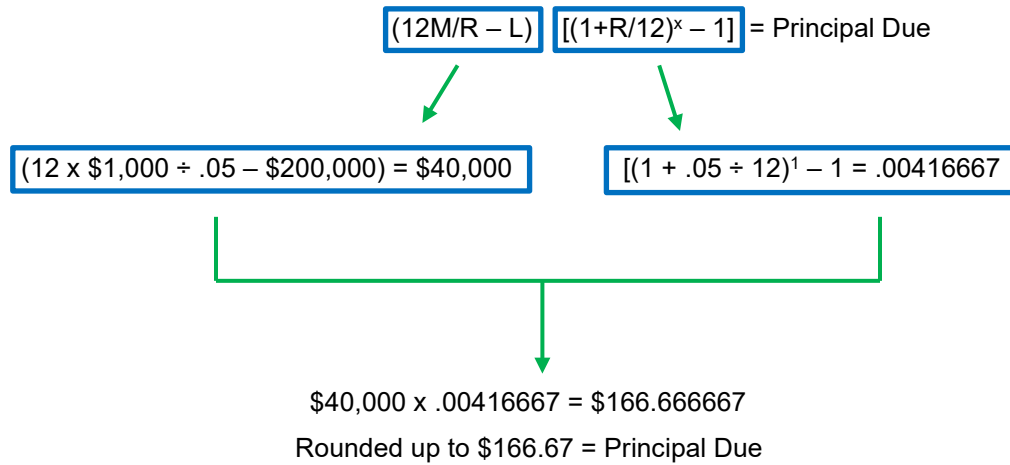 (12M/R – L) [(1+R/12)ˣ – 1] = Principal Due
(12 x $1,000 ÷ .05 – $200,000) = $40,000
[(1 + .05 ÷ 12)¹ – 1 = .00416667
$40,000 x .00416667 = $166.666667
Rounded up to $166.67 = Principal Due